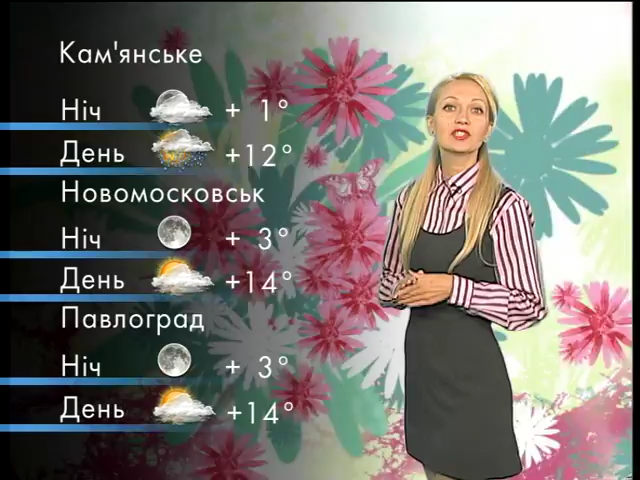 Кам'янське
Ніч + 1°
День +12°
Новомосковськ
Ніч + 3°
День +14°
Павлоград
Ніч + 3°
День +14°